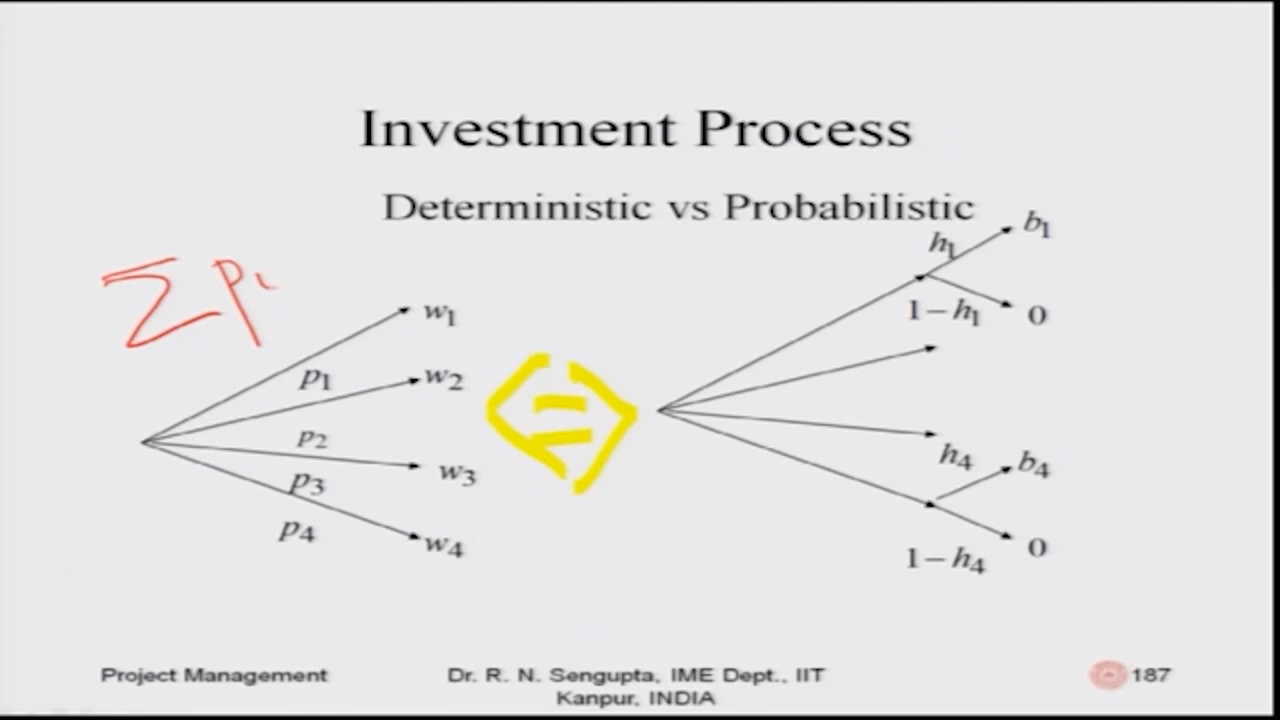 Investment Process
Deterministic vs Probabilistic
∑ pi
w1
p1
w2
p2
w3
p3
p4
w4
=
h1
b1
1–h1
0
h4
b4
1–h4
0
Project Management
Dr. R. N. Sengupta, IME Dept., IIT
Kanpur, INDIA
187